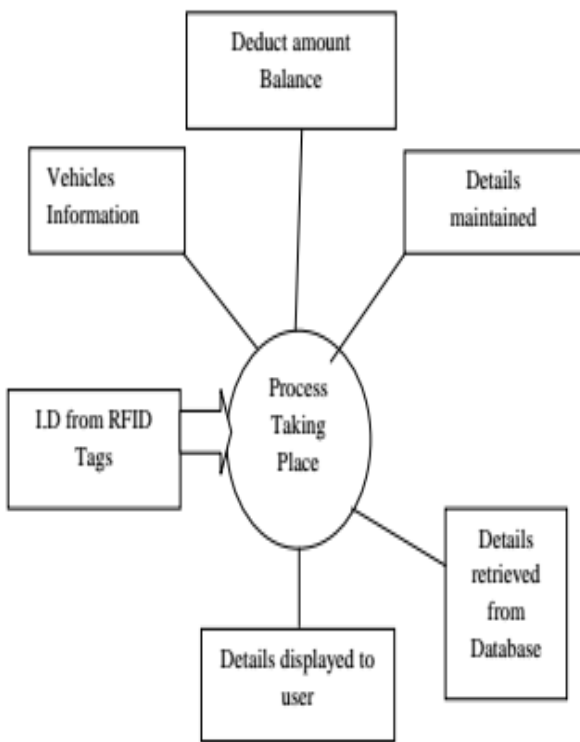 Deduct amount
Balance
Vehicles
Information
Details
maintained
Process
Taking
Place
I.D from RFID
Tags
Details
retrieved
from
Database
Details displayed to
user